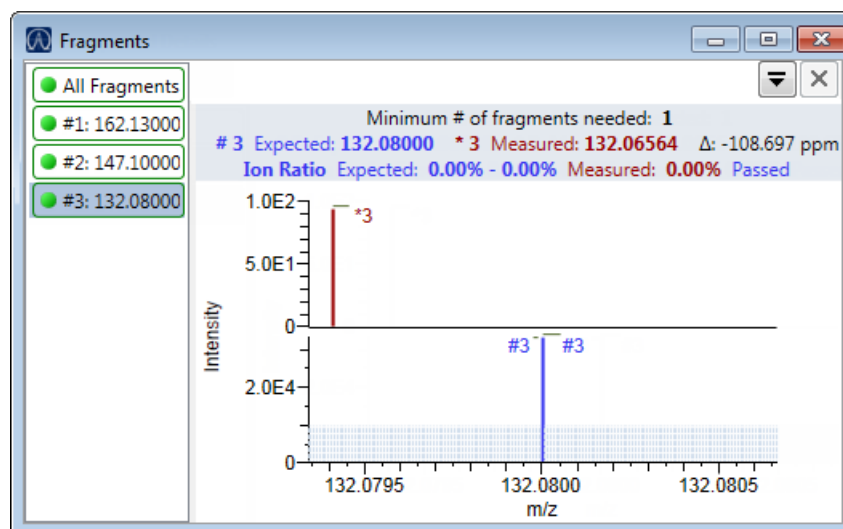 Fragments
All Fragments
#1: 162.13000
#2: 147.10000
#3: 132.08000
Minimum # of fragments needed: 1
# 3 Expected: 132.08000 * 3 Measured: 132.06564 Δ: -108.697 ppm
Ion Ratio Expected: 0.00% - 0.00% Measured: 0.00% Passed
1.0E2
*3
5.0E1
0
Intensity
#3 #3
2.0E4
0
132.0795 132.0800 132.0805
m/z